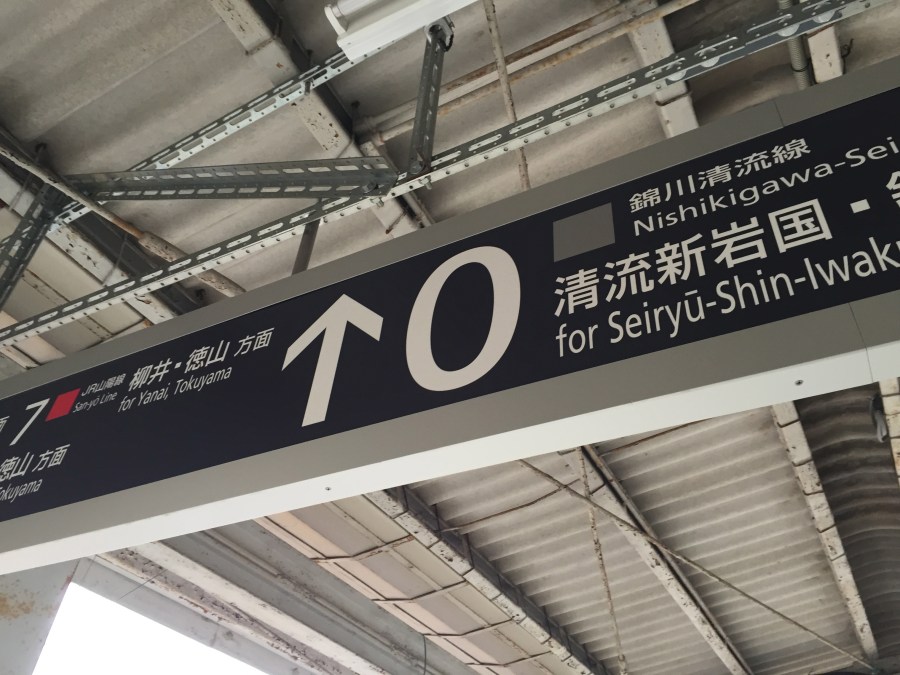 面
徳山 方面
Tokuyama
7
JR山陽線
San-yō Line
柳井・徳山 方面
for Yanai, Tokuyama
↑0
錦川清流線
Nishikigawa-Sei
清流新岩国・
for Seiryū-Shin-Iwaku